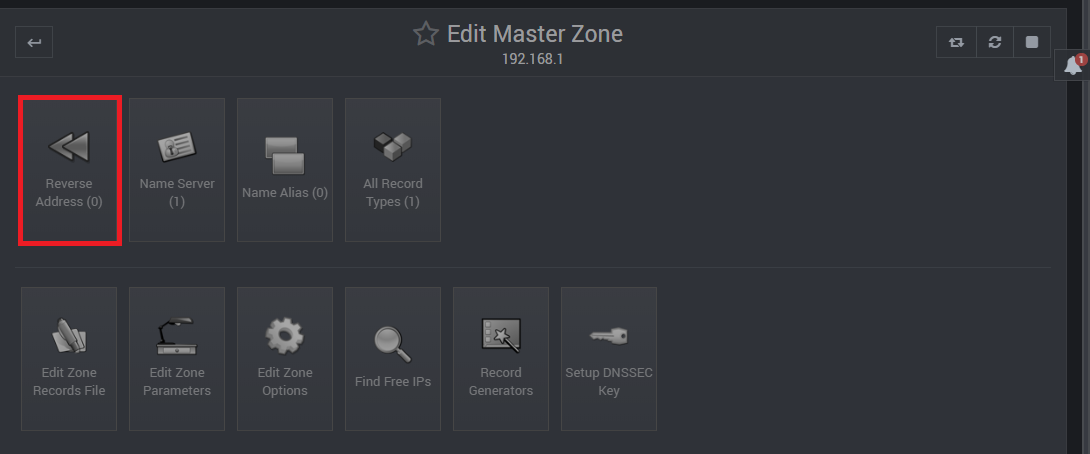 Edit Master Zone
192.168.1
1
Reverse
Address (0)
Name Server
(1)
Name Alias (0)
All Record
Types (1)
Edit Zone
Records File
Edit Zone
Parameters
Edit Zone
Options
Find Free IPs
Record
Generators
Setup DNSSEC
Key